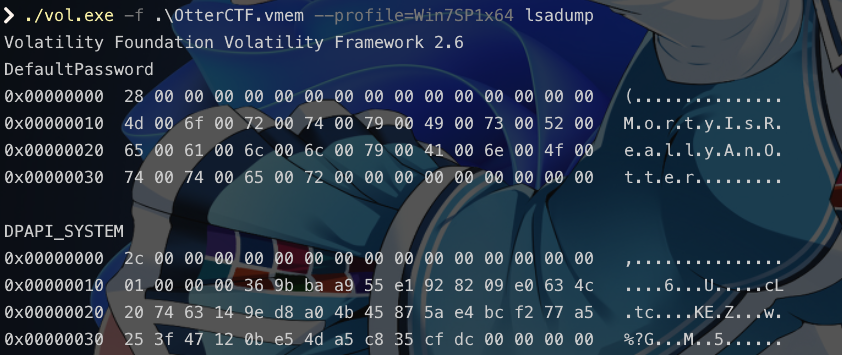 ❯ ./vol.exe -f .\OtterCTF.vmem --profile=Win7SP1x64 lsadump
Volatility Foundation Volatility Framework 2.6
DefaultPassword
0x00000000  28 00 00 00 00 00 00 00 00 00 00 00 00 00 00 00   (...............
0x00000010  4d 00 6f 00 72 00 74 00 79 00 49 00 73 00 52 00   M.o.r.t.y.I.s.R.
0x00000020  65 00 61 00 6c 00 6c 00 79 00 41 00 6e 00 4f 00   e.a.l.l.y.A.n.O.
0x00000030  74 00 74 00 65 00 72 00 00 00 00 00 00 00 00 00   t.t.e.r.........
DPAPI_SYSTEM
0x00000000  2c 00 00 00 00 00 00 00 00 00 00 00 00 00 00 00   ,...............
0x00000010  01 00 00 00 36 9b ba a9 55 e1 92 82 09 e0 63 4c   ....6...U.....cL
0x00000020  20 74 63 14 9e d8 a0 4b 45 87 5a e4 bc f2 77 a5   .tc....KE.Z...w.
0x00000030  25 3f 47 12 0b e5 4d a5 c8 35 cf dc 00 00 00 00   %?G...M..5......